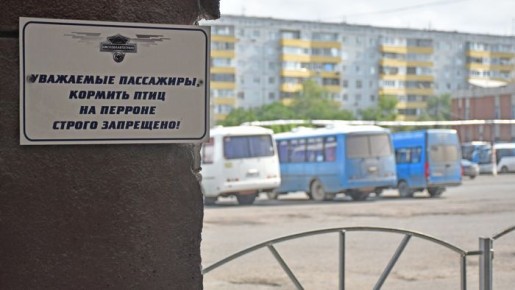 УВАЖАЕМЫЕ ПАССАЖИРЫ,
КОРМИТЬ ПТИЦ
НА ПЕРРОНЕ
СТРОГО ЗАПРЕЩЕНО!